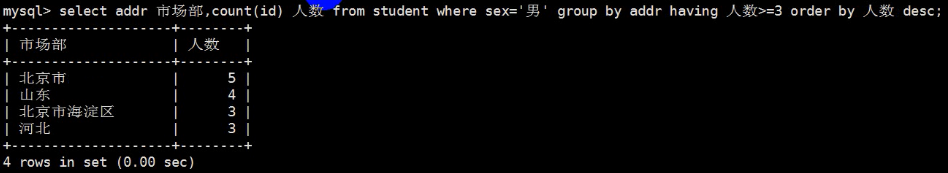 mysql> select addr 市场部,count(id) 人数 from student where sex='男' group by addr having 人数>=3 order by 人数 desc;
+--------------------+--------+
| 市场部             | 人数   |
+--------------------+--------+
| 北京市             |      5 |
| 山东               |      4 |
| 北京市海淀区       |      3 |
| 河北               |      3 |
+--------------------+--------+
4 rows in set (0.00 sec)